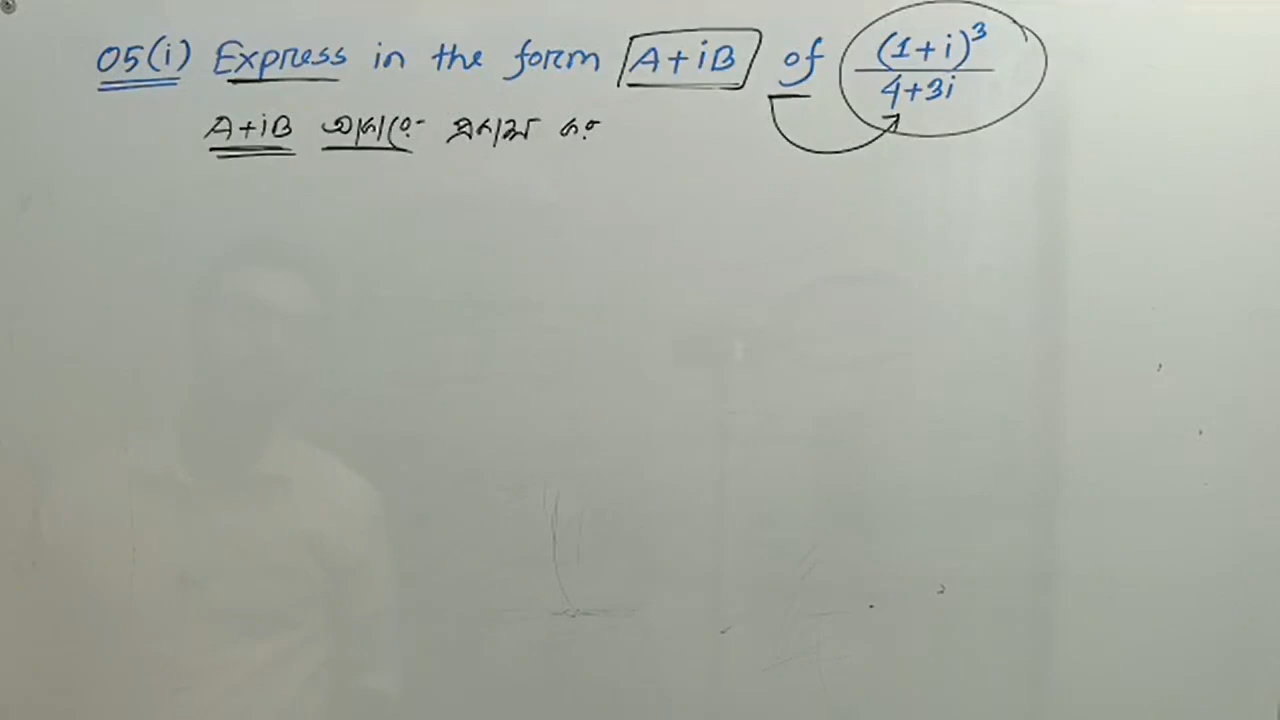 05(i) Express in the form A+iB of (1+i)³/4+3i
A+iB আকারে প্রকাশ কর